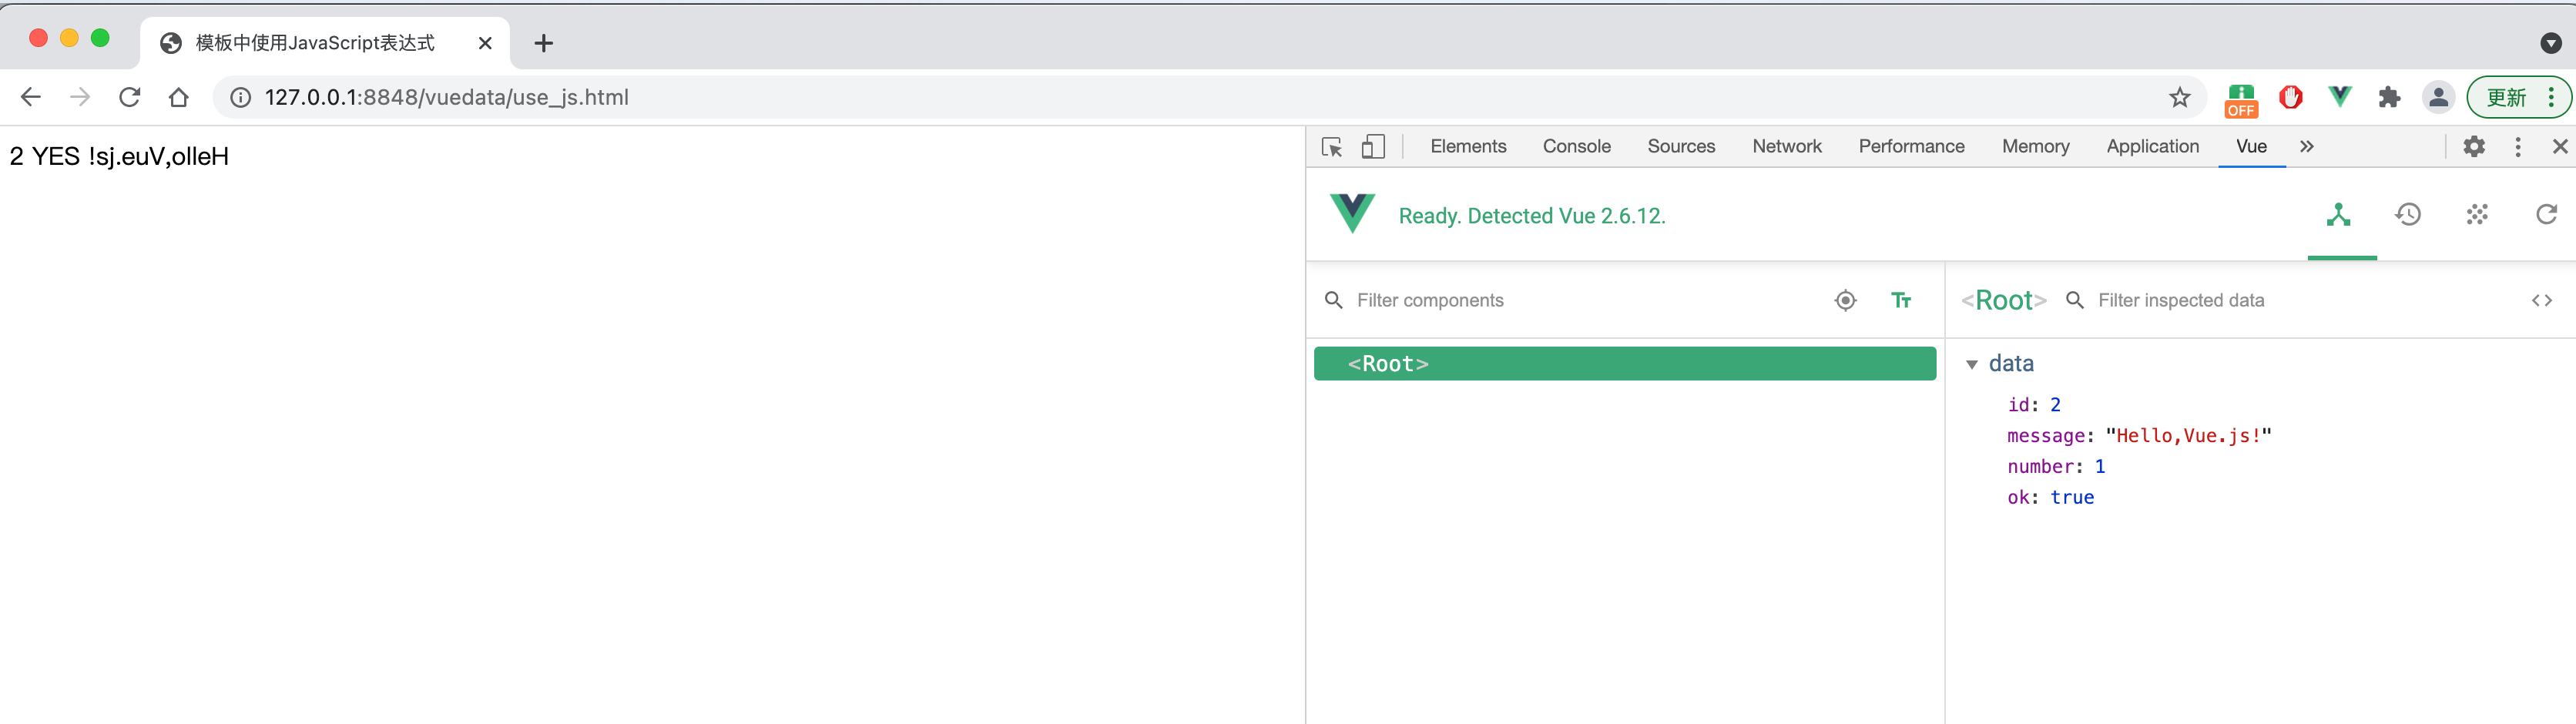 模板中使用JavaScript表达式
127.0.0.1:8848/vuedata/use_js.html
OFF
更新
2 YES !sj.euV,olleH
Elements Console Sources Network Performance Memory Application Vue »
Ready. Detected Vue 2.6.12.
Filter components
<Root> Filter inspected data
<Root>
data
id: 2
message: "Hello,Vue.js!"
number: 1
ok: true